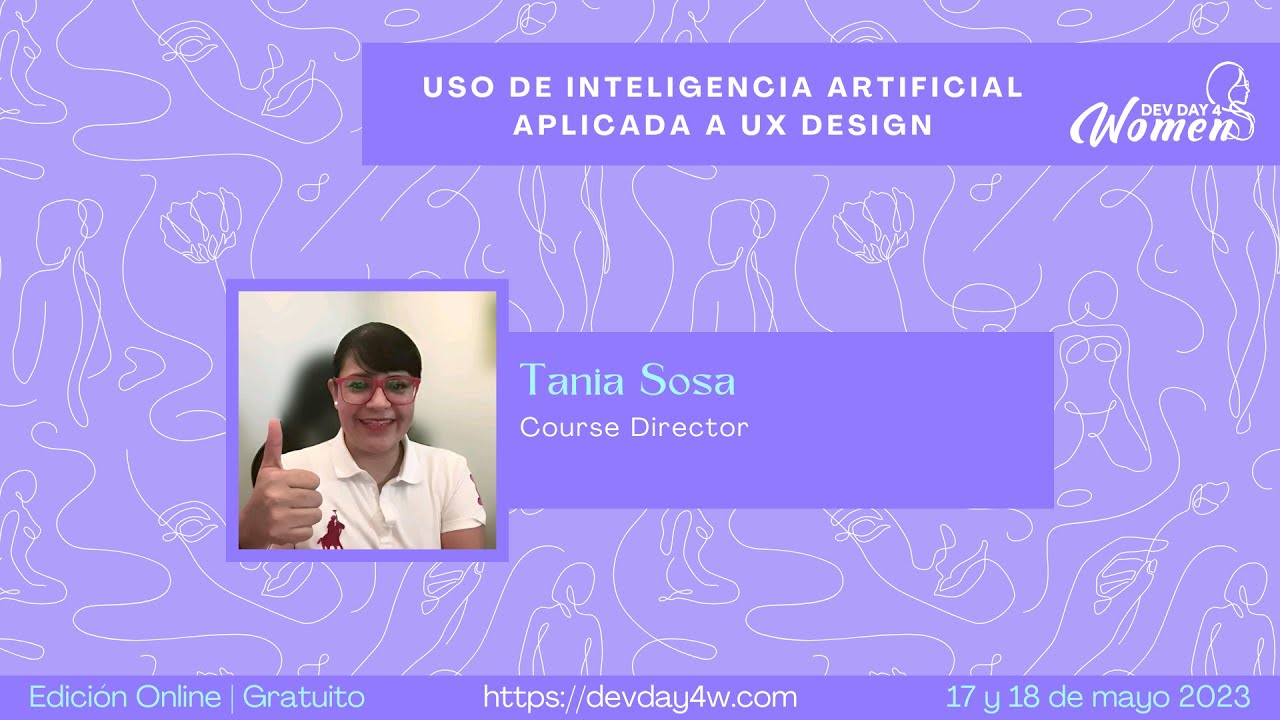 USO DE INTELIGENCIA ARTIFICIAL
APLICADA A UX DESIGN
DEV DAY 4
Women
Tania Sosa
Course Director
Edición Online | Gratuito
https://devday4w.com
17 y 18 de mayo 2023